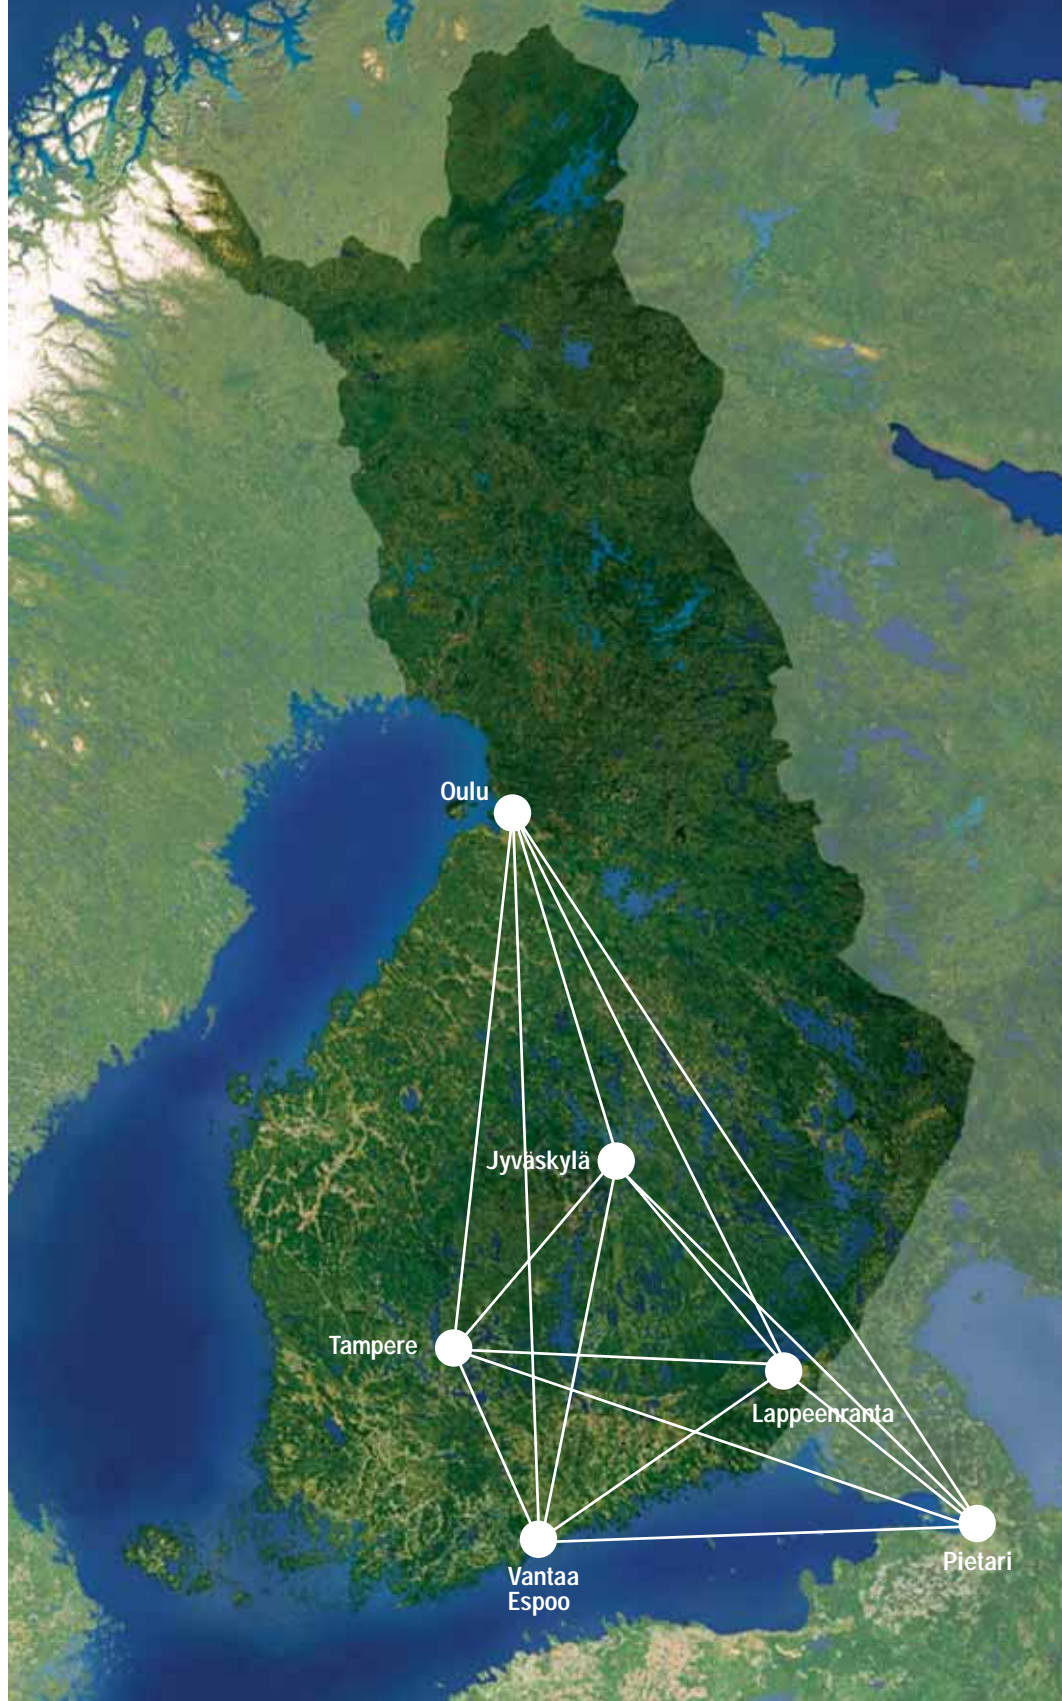 Oulu
Jyväskylä
Tampere
Lappeenranta
Pietari
Vantaa
Espoo